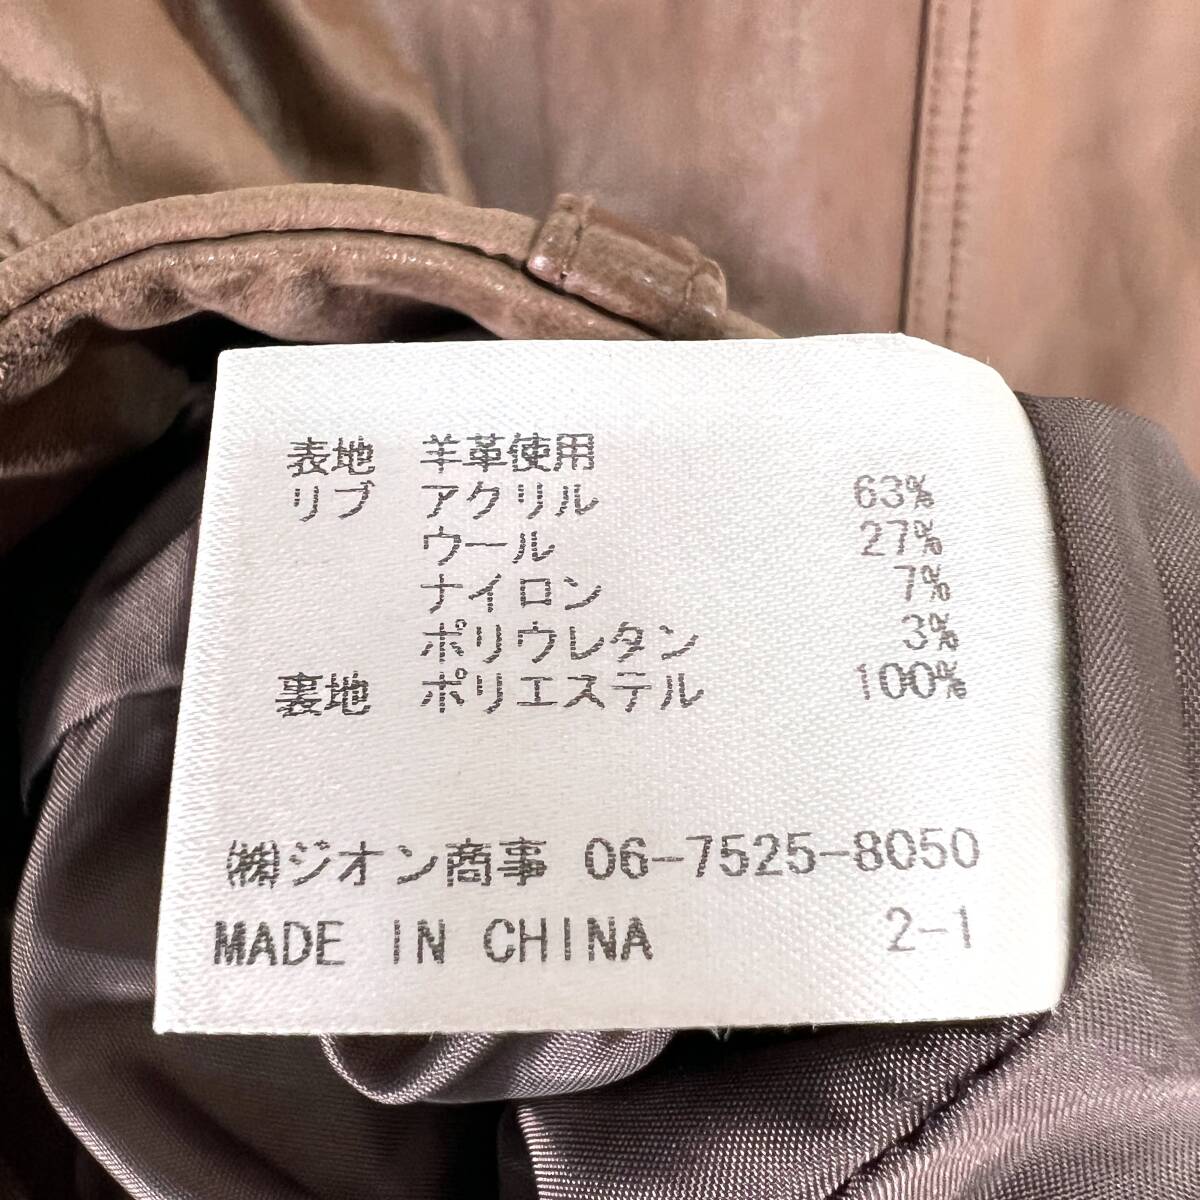 表地 羊革使用
リブ アクリル 63%
ウール 27%
ナイロン 7%
ポリウレタン 3%
裏地 ポリエステル 100%
㈱ジオン商事 06-7525-8050
MADE IN CHINA 2-1